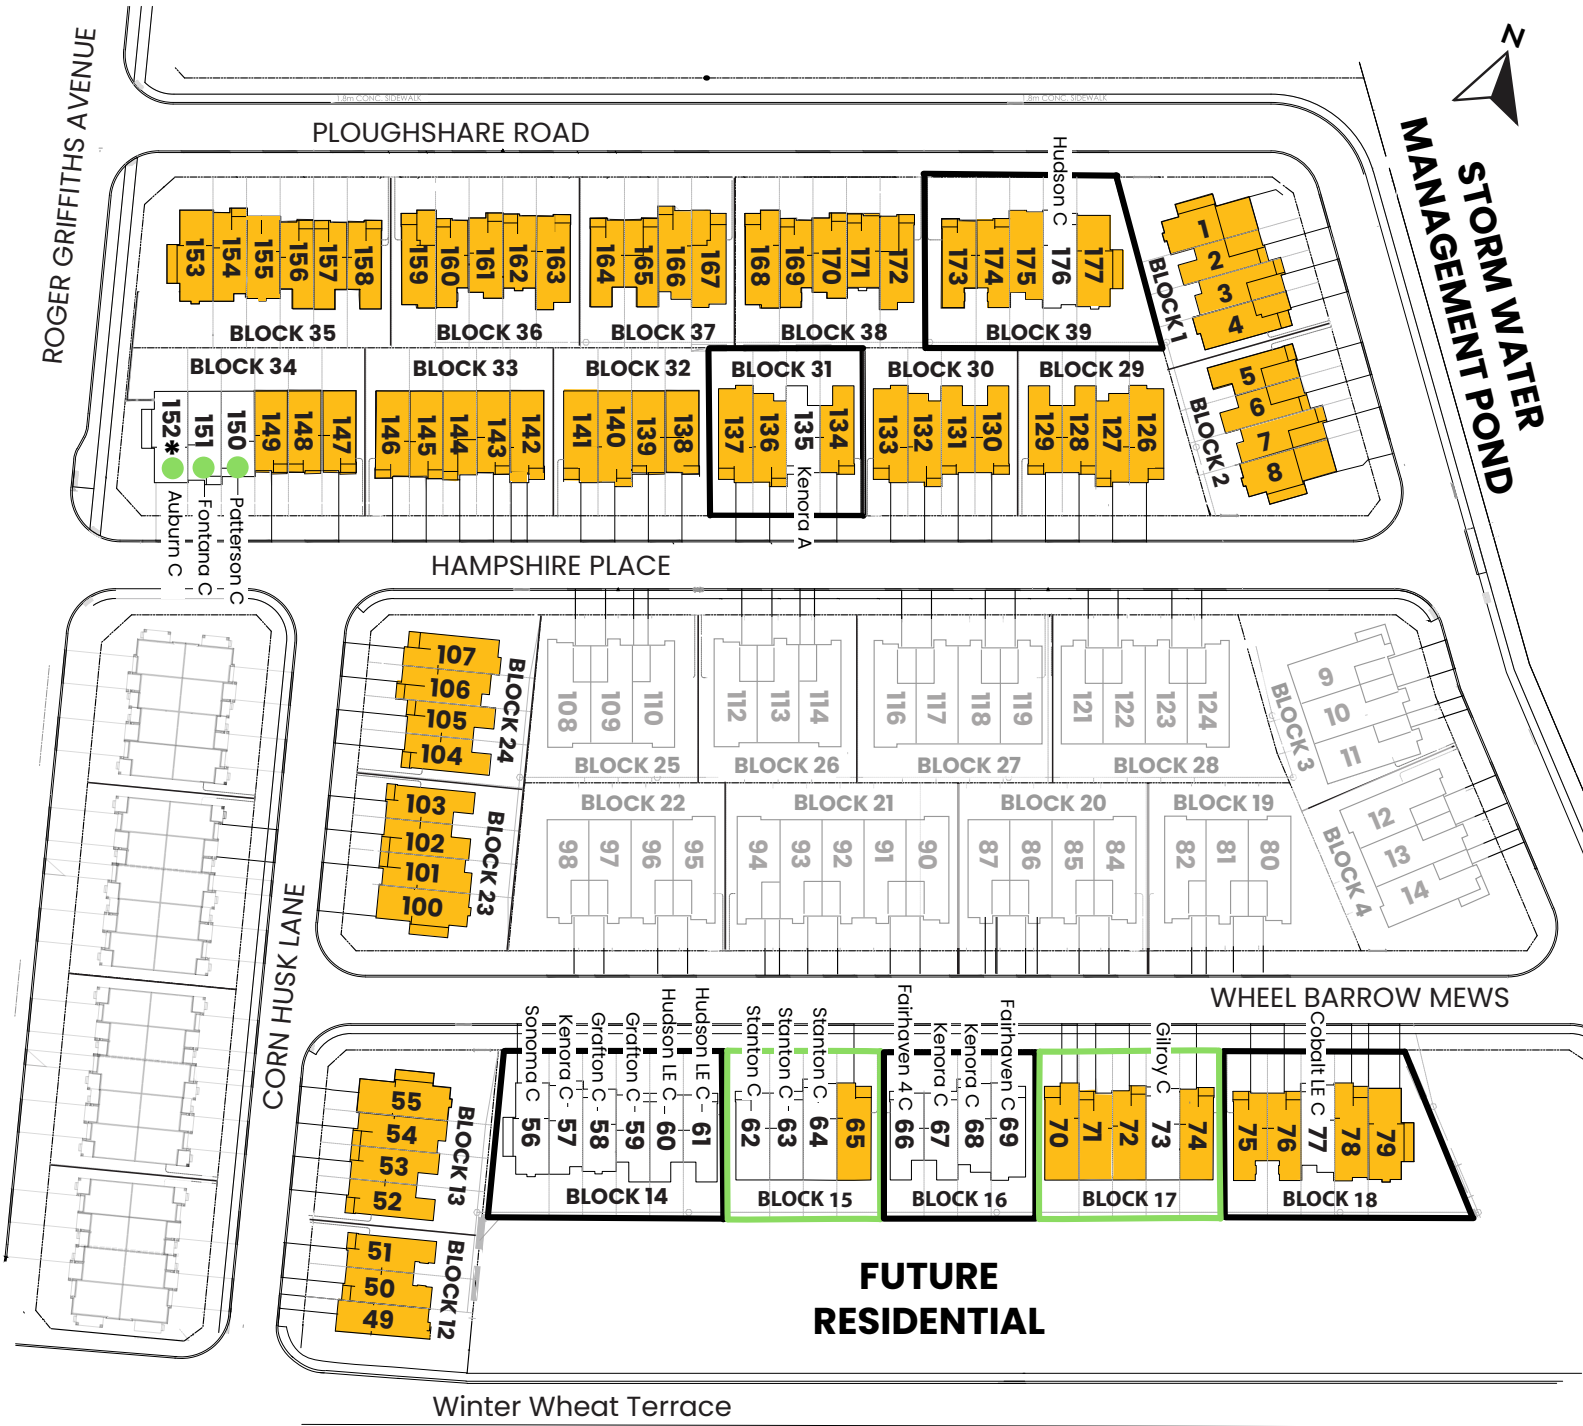 N
ROGER GRIFFITHS AVENUE
1.8m CONC. SIDEWALK
1.8m CONC. SIDEWALK
PLOUGHSHARE ROAD
STORM WATER
MANAGEMENT POND
Hudson C
153 154 155 156 157 158
159 160 161 162 163
164 165 166 167
168 169 170 171 172
173 174 175 176 177
BLOCK 35
BLOCK 36
BLOCK 37
BLOCK 38
BLOCK 39
1
2
3
4
BLOCK 1
5
6
7
8
BLOCK 2
BLOCK 34
BLOCK 33
BLOCK 32
BLOCK 31
BLOCK 30
BLOCK 29
152* 151 150 149 148 147
146 145 144 143 142
141 140 139 138
137 136 135 134
133 132 131 130
129 128 127 126
Auburn C
Fontana C
Patterson C
Kenora A
HAMPSHIRE PLACE
107
106
105
104
BLOCK 24
103
102
101
100
BLOCK 23
108 109 110
112 113 114
116 117 118 119
121 122 123 124
BLOCK 25
BLOCK 26
BLOCK 27
BLOCK 28
9
10
11
BLOCK 3
BLOCK 22
BLOCK 21
BLOCK 20
BLOCK 19
98 97 96 95
94 93 92 91 90
87 86 85 84
82 81 80
12
13
14
BLOCK 4
CORN HUSK LANE
WHEEL BARROW MEWS
55
54
53
52
BLOCK 13
51
50
49
BLOCK 12
Sonoma C 56
Kenora C - 57
Grafton C - 58
Grafton C - 59
Hudson LE C - 60
Hudson LE C - 61
BLOCK 14
Stanton C - 62
Stanton C - 63
Stanton C - 64
65
BLOCK 15
Fairhaven 4 C 66
Kenora C - 67
Kenora C - 68
Fairhaven C 69
BLOCK 16
70 71 72
Gilroy C 73
74
BLOCK 17
75 76
Cobalt LE C 77
78 79
BLOCK 18
FUTURE
RESIDENTIAL
Winter Wheat Terrace